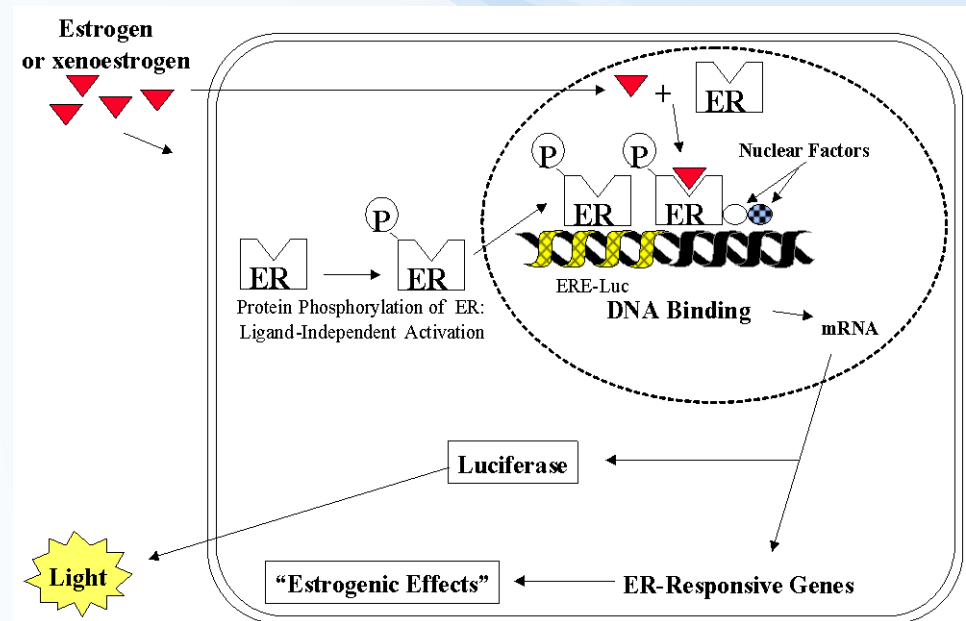 Estrogen
or xenoestrogen
+
ER
Nuclear Factors
P
P
ER
ER
P
ER
ER
ERE-Luc
Protein Phosphorylation of ER:
Ligand-Independent Activation
DNA Binding
mRNA
Luciferase
Light
“Estrogenic Effects”
ER-Responsive Genes